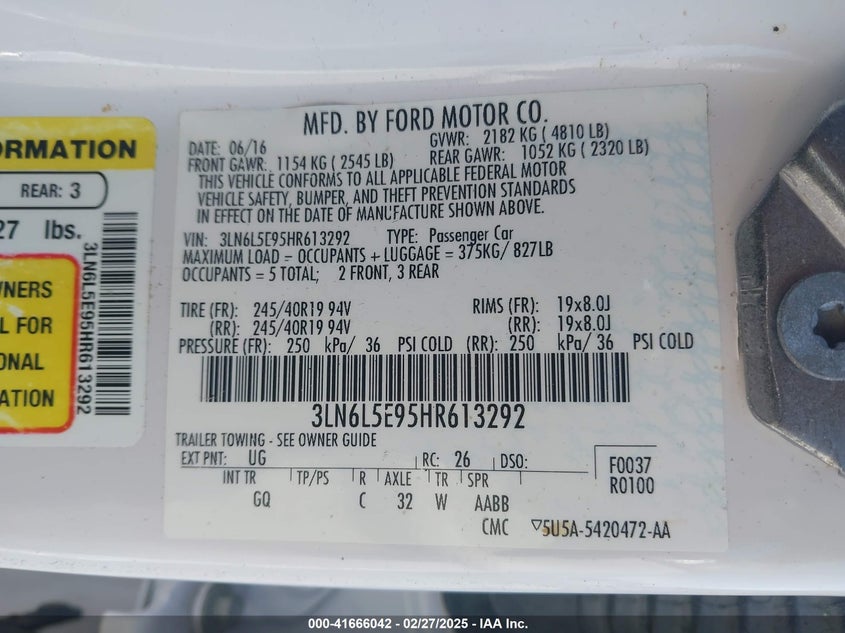 ORMATION
REAR: 3
27 lbs.
WNERS
L FOR
ONAL
ATION
3LN6L5E95HR613292
MFD. BY FORD MOTOR CO.
DATE: 06/16 GVWR: 2182 KG ( 4810 LB)
FRONT GAWR: 1154 KG ( 2545 LB) REAR GAWR: 1052 KG ( 2320 LB)
THIS VEHICLE CONFORMS TO ALL APPLICABLE FEDERAL MOTOR
VEHICLE SAFETY, BUMPER, AND THEFT PREVENTION STANDARDS
IN EFFECT ON THE DATE OF MANUFACTURE SHOWN ABOVE.
VIN: 3LN6L5E95HR613292 TYPE: Passenger Car
MAXIMUM LOAD = OCCUPANTS + LUGGAGE = 375KG/ 827LB
OCCUPANTS = 5 TOTAL; 2 FRONT, 3 REAR
TIRE (FR): 245/40R19 94V RIMS (FR): 19x8.0J
(RR): 245/40R19 94V (RR): 19x8.0J
PRESSURE (FR): 250 kPa/ 36 PSI COLD (RR): 250 kPa/ 36 PSI COLD
3LN6L5E95HR613292
TRAILER TOWING - SEE OWNER GUIDE
EXT PNT: UG RC: 26 DSO:
INT TR TP/PS R AXLE TR SPR
GQ C 32 W AABB
F0037
R0100
CMC ▽5U5A-5420472-AA
000-41666042 - 02/27/2025 - IAA Inc.